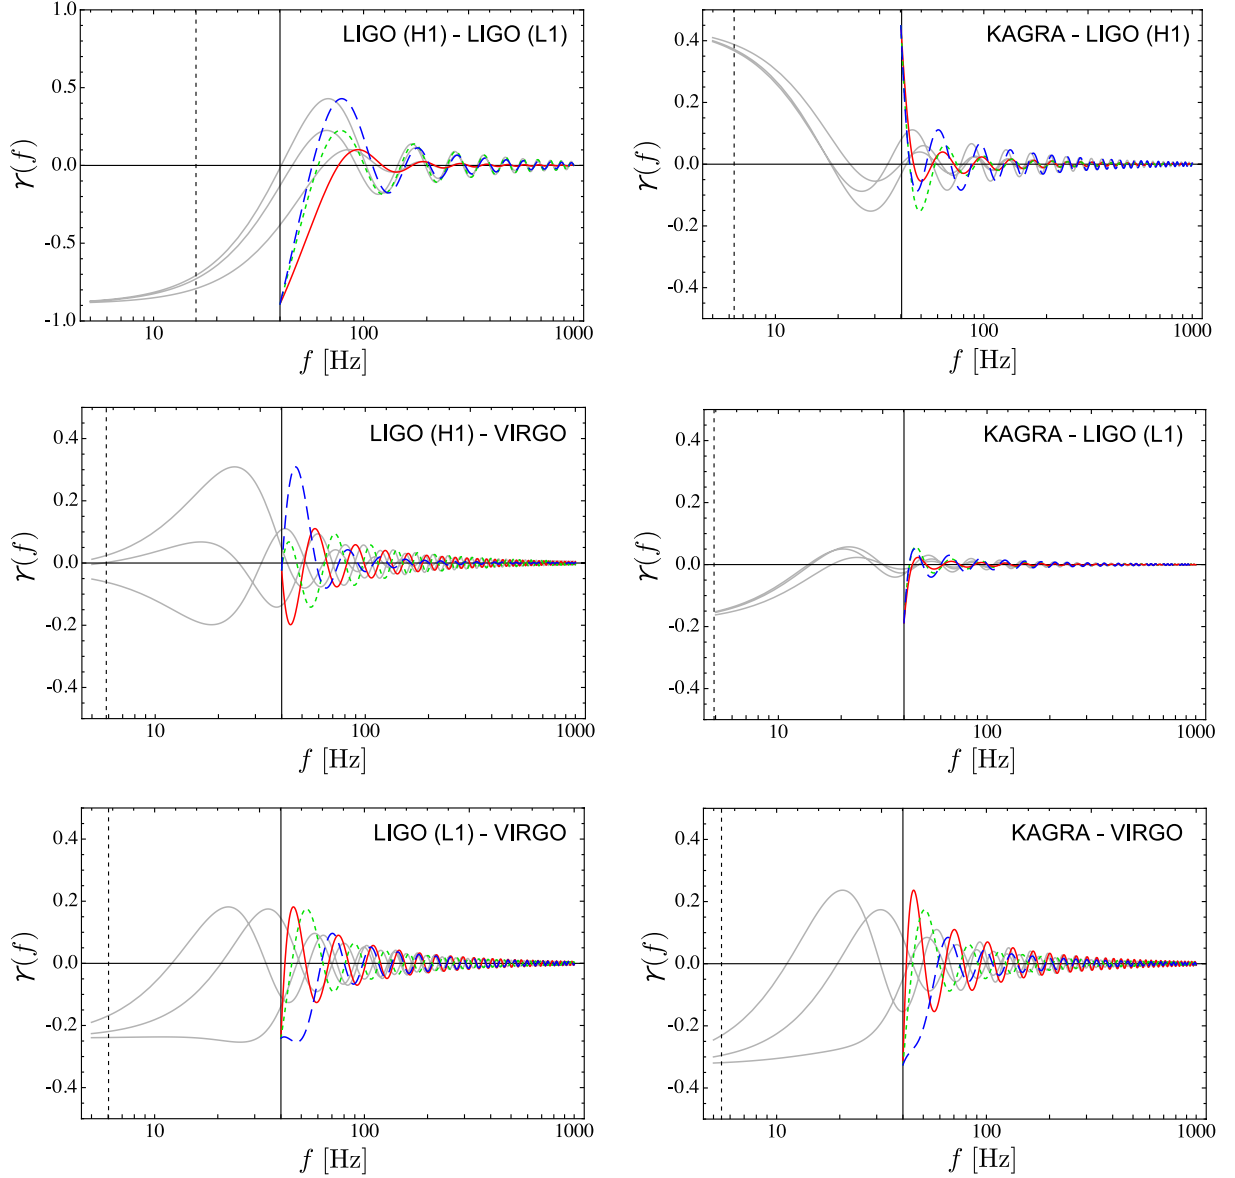 LIGO (H1) - LIGO (L1)
1.0
0.5
0.0
-0.5
-1.0
r(f)
10
100
1000
f [Hz]
KAGRA - LIGO (H1)
0.4
0.2
0.0
-0.2
-0.4
r(f)
10
100
1000
f [Hz]
LIGO (H1) - VIRGO
0.4
0.2
0.0
-0.2
-0.4
r(f)
10
100
1000
f [Hz]
KAGRA - LIGO (L1)
0.4
0.2
0.0
-0.2
-0.4
r(f)
10
100
1000
f [Hz]
LIGO (L1) - VIRGO
0.4
0.2
0.0
-0.2
-0.4
r(f)
10
100
1000
f [Hz]
KAGRA - VIRGO
0.4
0.2
0.0
-0.2
-0.4
r(f)
10
100
1000
f [Hz]